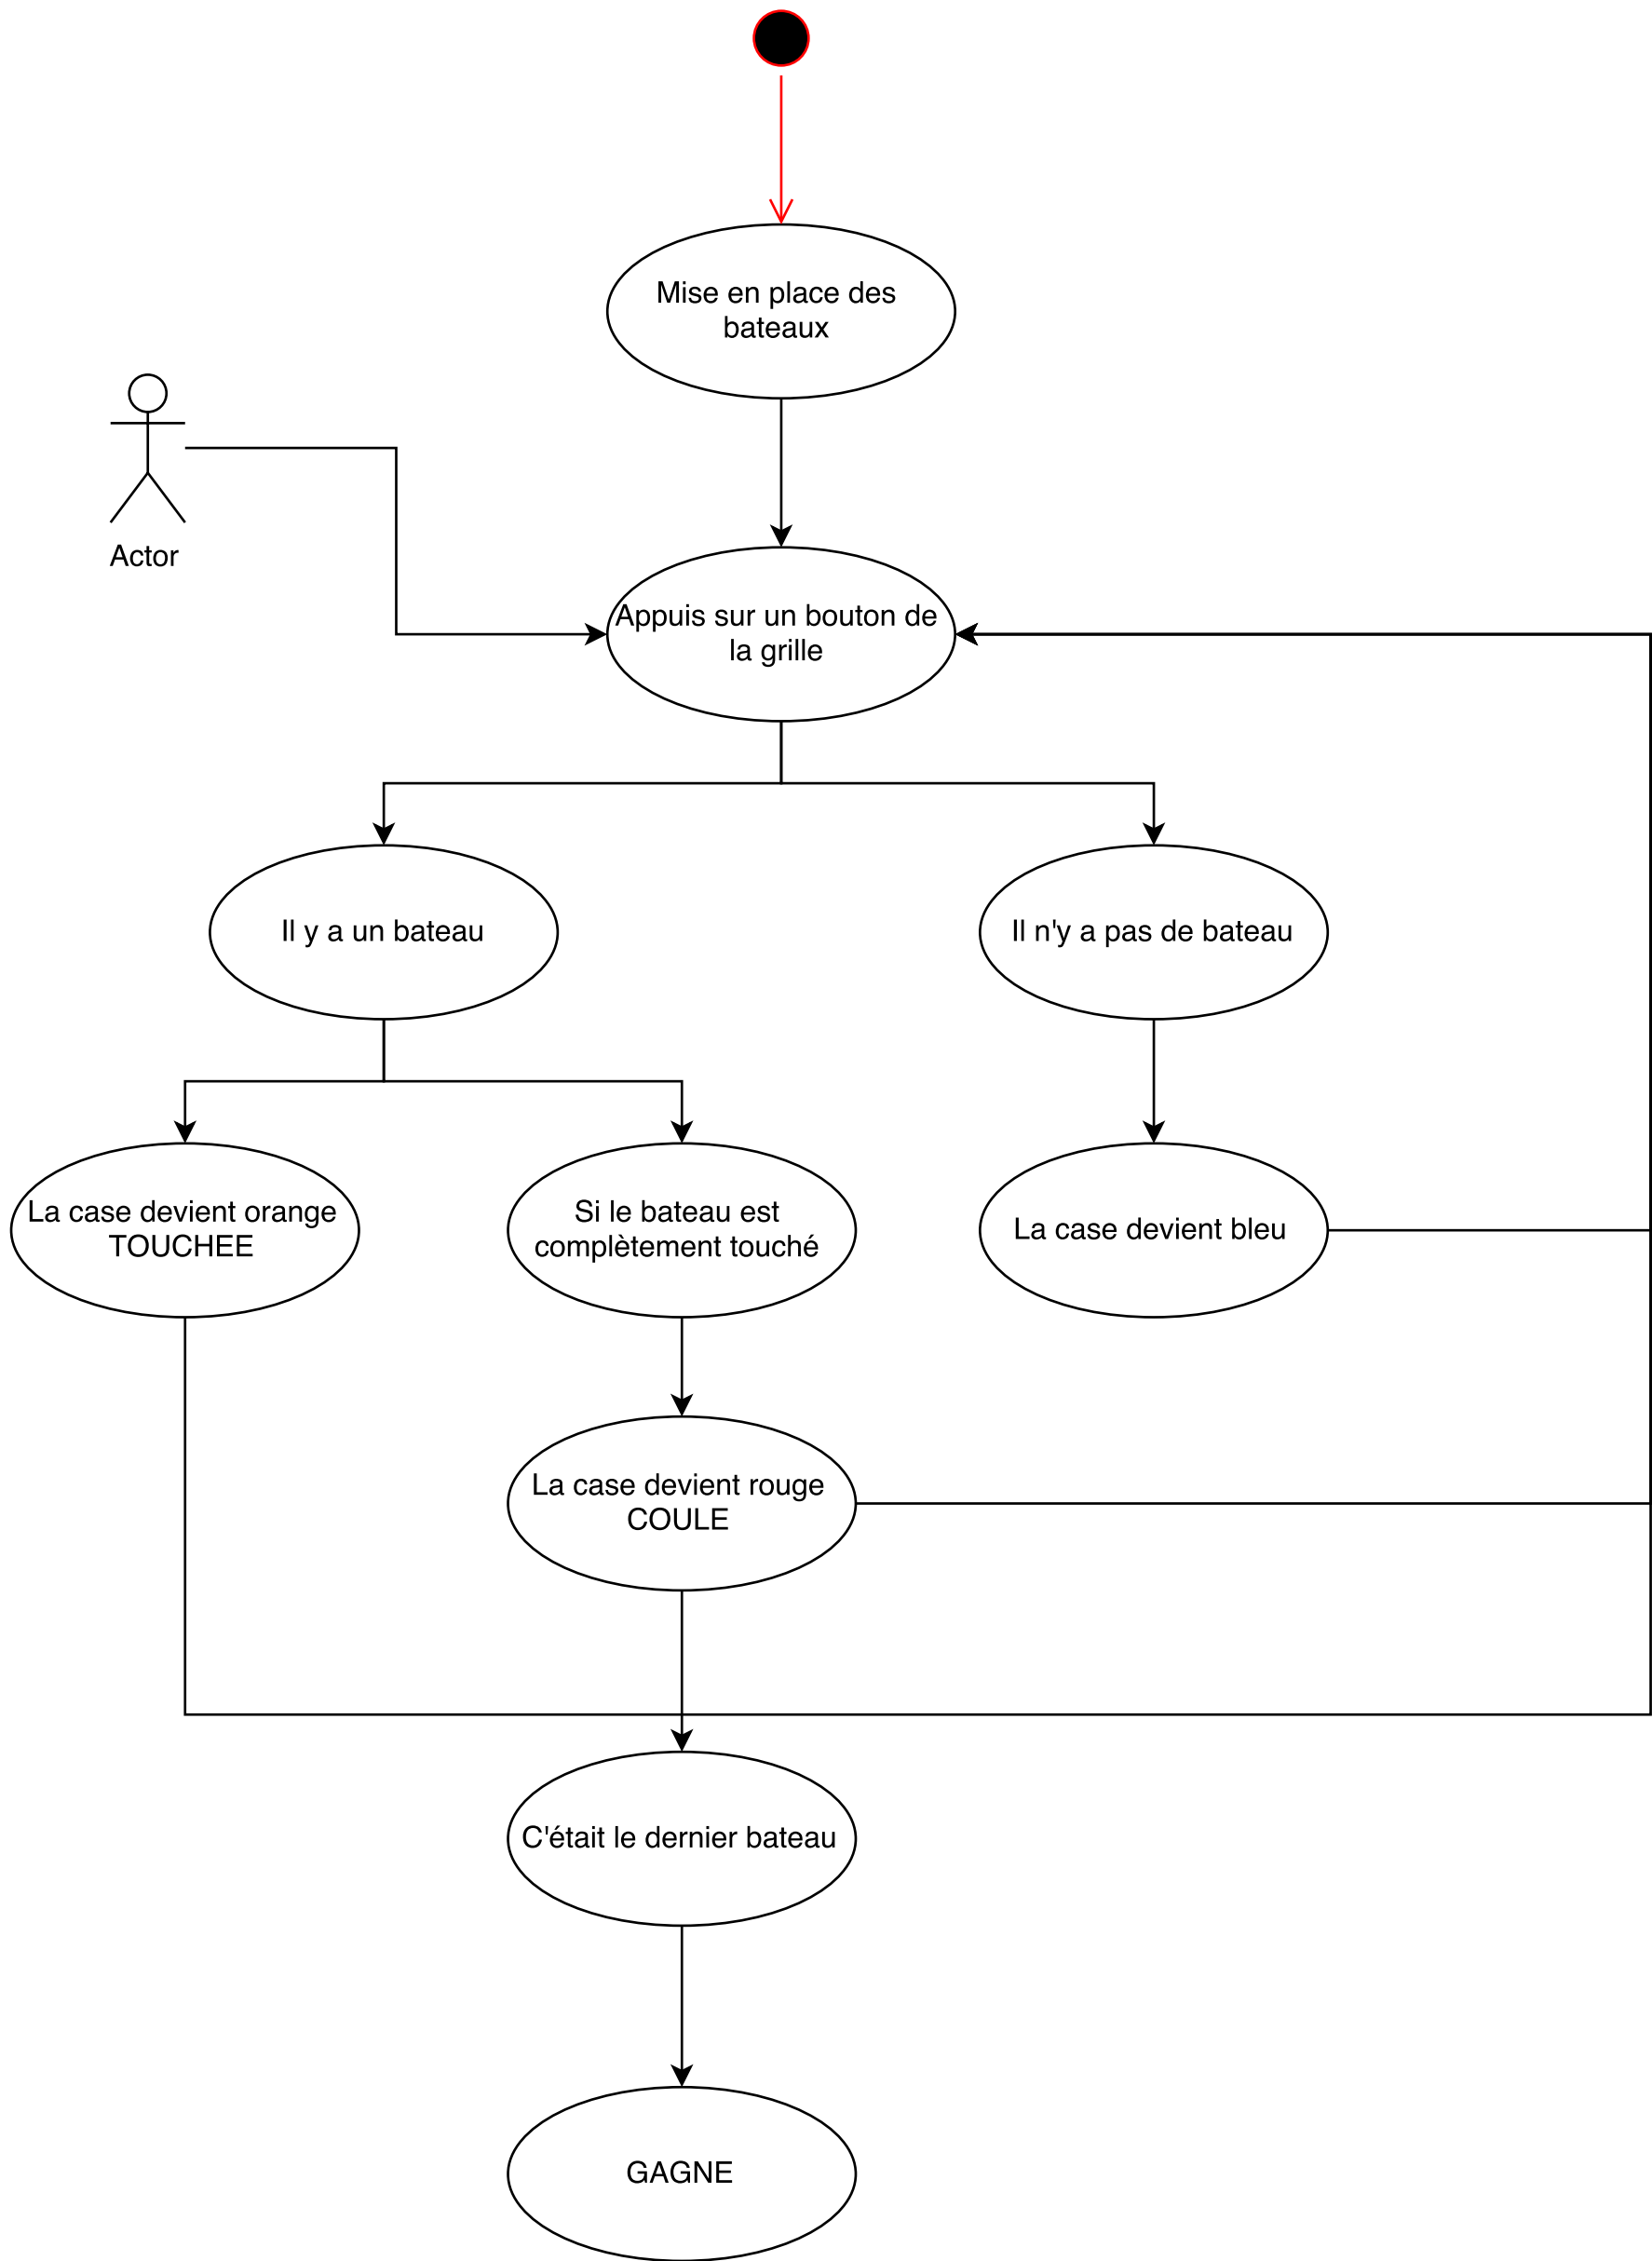 Mise en place des
bateaux
Actor
Appuis sur un bouton de
la grille
Il y a un bateau
Il n'y a pas de bateau
La case devient orange
TOUCHEE
Si le bateau est
complètement touché
La case devient bleu
La case devient rouge
COULE
C'était le dernier bateau
GAGNE